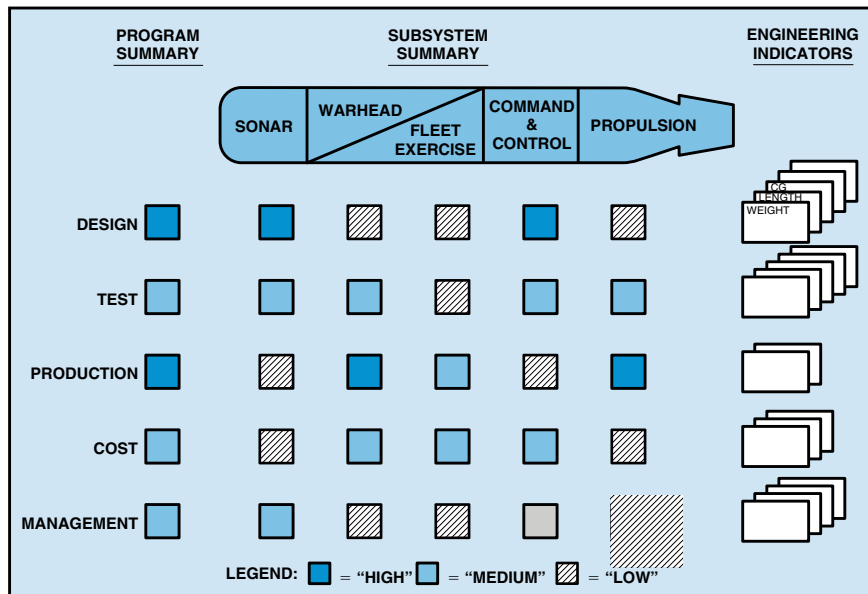 PROGRAM
SUMMARY
SUBSYSTEM
SUMMARY
ENGINEERING
INDICATORS
SONAR
WARHEAD
FLEET
EXERCISE
COMMAND
&
CONTROL
PROPULSION
DESIGN
CG
LENGTH
WEIGHT
TEST
PRODUCTION
COST
MANAGEMENT
LEGEND: = “HIGH” = “MEDIUM” = “LOW”